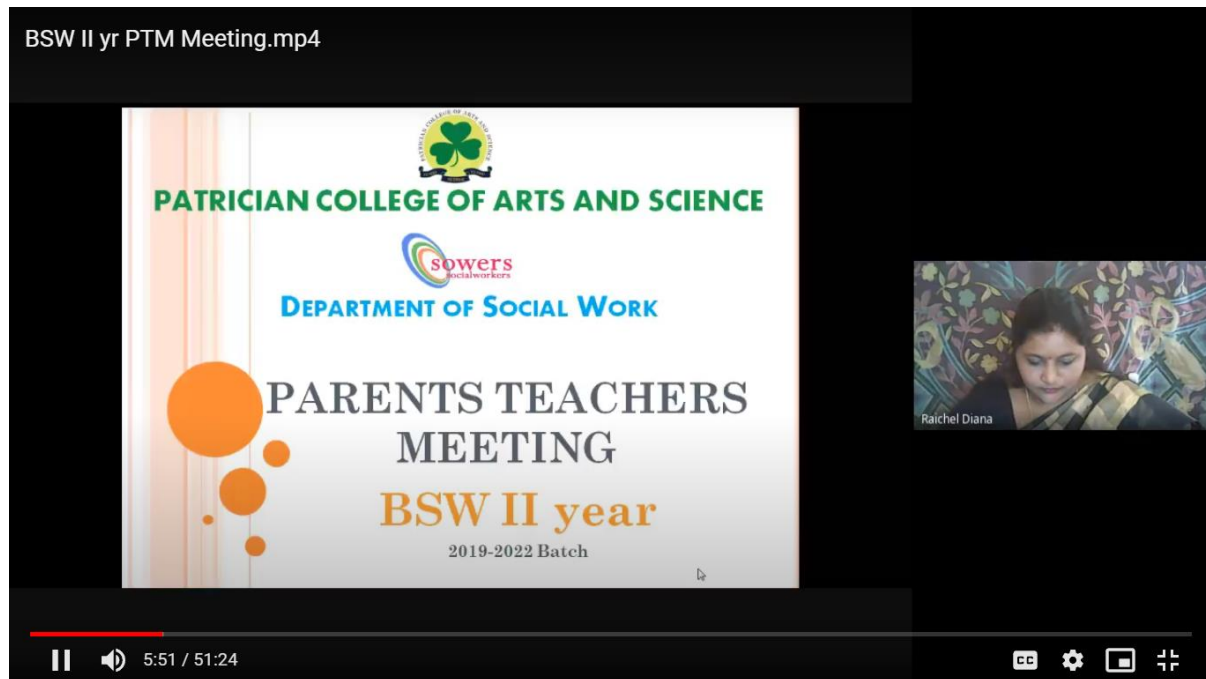 BSW II yr PTM Meeting.mp4
PATRICIAN COLLEGE OF ARTS AND SCIENCE
sowers
socialworkers
DEPARTMENT OF SOCIAL WORK
PARENTS TEACHERS
MEETING
BSW II year
2019-2022 Batch
Raichel Diana
5:51 / 51:24
CC